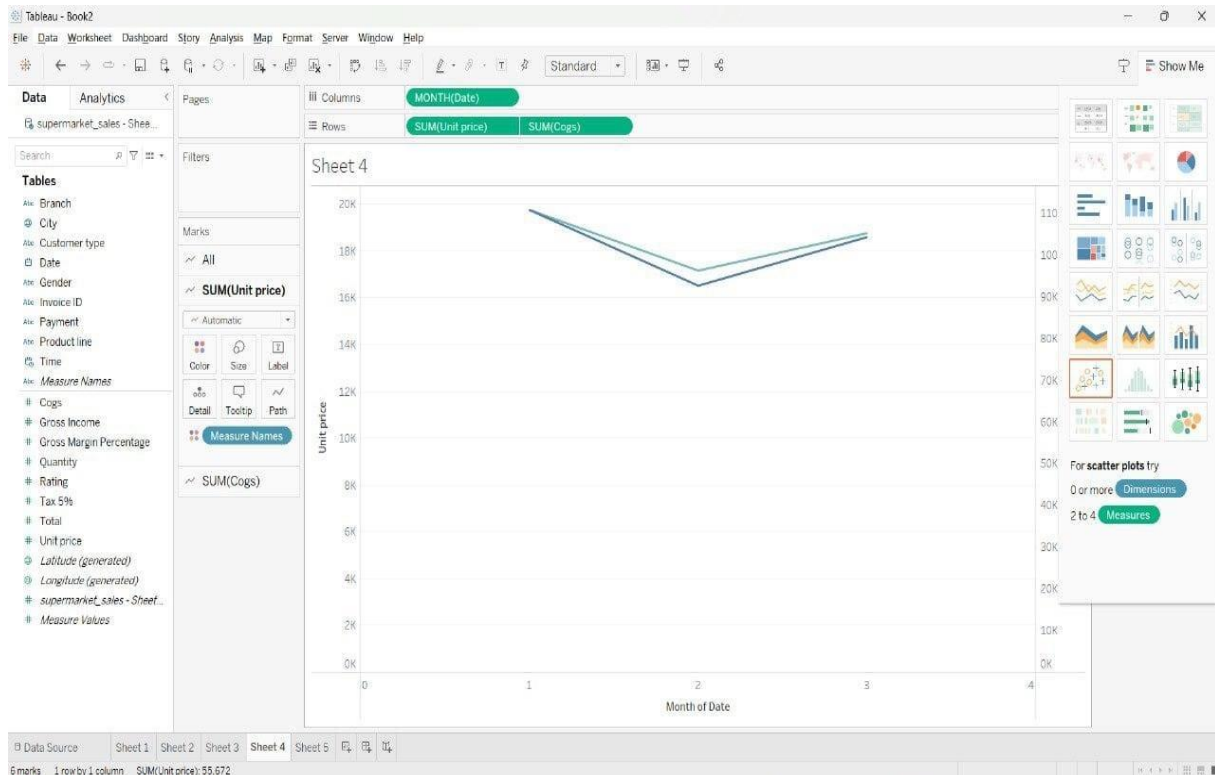 Tableau - Book2
File Data Worksheet Dashboard Story Analysis Map Format Server Window Help
Standard
Show Me
Data Analytics
Pages
Columns MONTH(Date)
supermarket_sales - Shee...
Rows SUM(Unit price) SUM(Cogs)
Search
Filters
Sheet 4
Tables
Abc Branch
City
Abc Customer type
Date
Abc Gender
Abc Invoice ID
Abc Payment
Abc Product line
Time
Abc Measure Names
# Cogs
# Gross Income
# Gross Margin Percentage
# Quantity
# Rating
# Tax 5%
# Total
# Unit price
Latitude (generated)
Longitude (generated)
# supermarket_sales - Sheet...
# Measure Values
Marks
All
SUM(Unit price)
Automatic
Color Size Label
Detail Tooltip Path
Measure Names
SUM(Cogs)
20K
18K
16K
14K
12K
10K
8K
6K
4K
2K
0K
Unit price
0 1 2 3 4
Month of Date
110
100
90K
80K
70K
60K
50K
40K
30K
20K
10K
0K
For scatter plots try
0 or more Dimensions
2 to 4 Measures
Data Source Sheet 1 Sheet 2 Sheet 3 Sheet 4 Sheet 5
6 marks 1 row by 1 column SUM(Unit price): 55,672